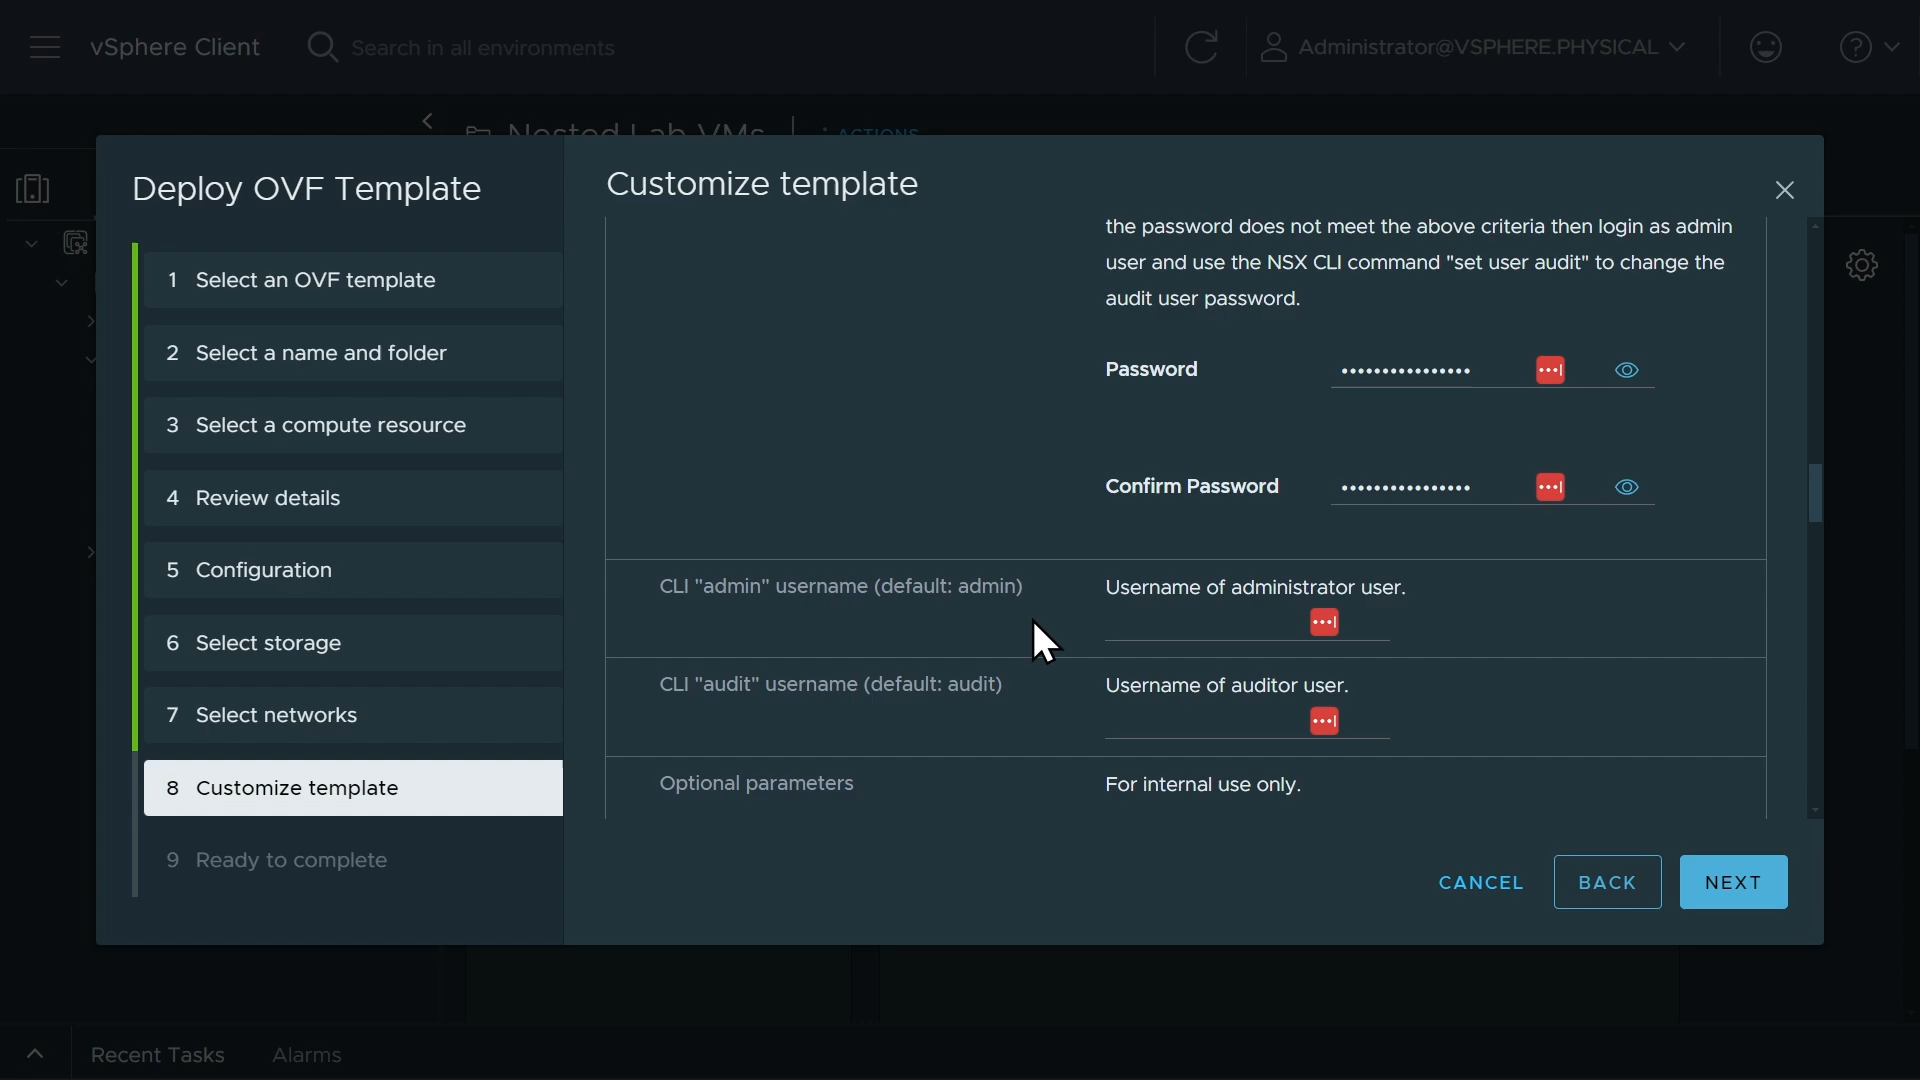 vSphere Client
Search in all environments
Administrator@VSPHERE.PHYSICAL
Nested Lab VMs
ACTIONS
Deploy OVF Template
1 Select an OVF template
2 Select a name and folder
3 Select a compute resource
4 Review details
5 Configuration
6 Select storage
7 Select networks
8 Customize template
9 Ready to complete
Customize template
the password does not meet the above criteria then login as admin
user and use the NSX CLI command "set user audit" to change the
audit user password.
Password
Confirm Password
CLI "admin" username (default: admin)
Username of administrator user.
CLI "audit" username (default: audit)
Username of auditor user.
Optional parameters
For internal use only.
CANCEL
BACK
NEXT
Recent Tasks
Alarms